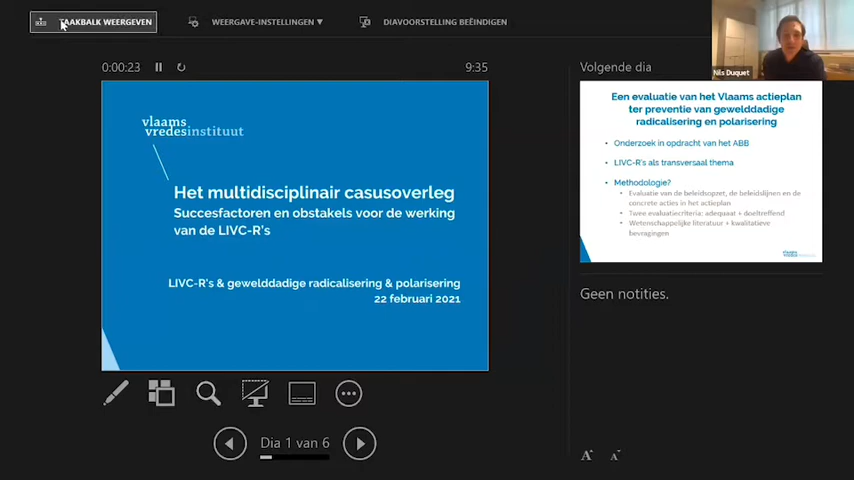 TAAKBALK WEERGEVEN
WEERGAVE-INSTELLINGEN ▼
DIAVOORSTELLING BEËINDIGEN
Nils Duquet
0:00:23
9:35
Volgende dia
vlaams
vredesinstituut
Het multidisciplinair casusoverleg
Succesfactoren en obstakels voor de werking
van de LIVC-R's
LIVC-R's & gewelddadige radicalisering & polarisering
22 februari 2021
Een evaluatie van het Vlaams actieplan
ter preventie van gewelddadige
radicalisering en polarisering
• Onderzoek in opdracht van het ABB
• LIVC-R's als transversaal thema
• Methodologie?
• Evaluatie van de beleidsopzet, de beleidslijnen en de
concrete acties in het actieplan
• Twee evaluatiecriteria: adequaat + doeltreffend
• Wetenschappelijke literatuur + kwalitatieve
bevragingen
Geen notities.
Dia 1 van 6
A A